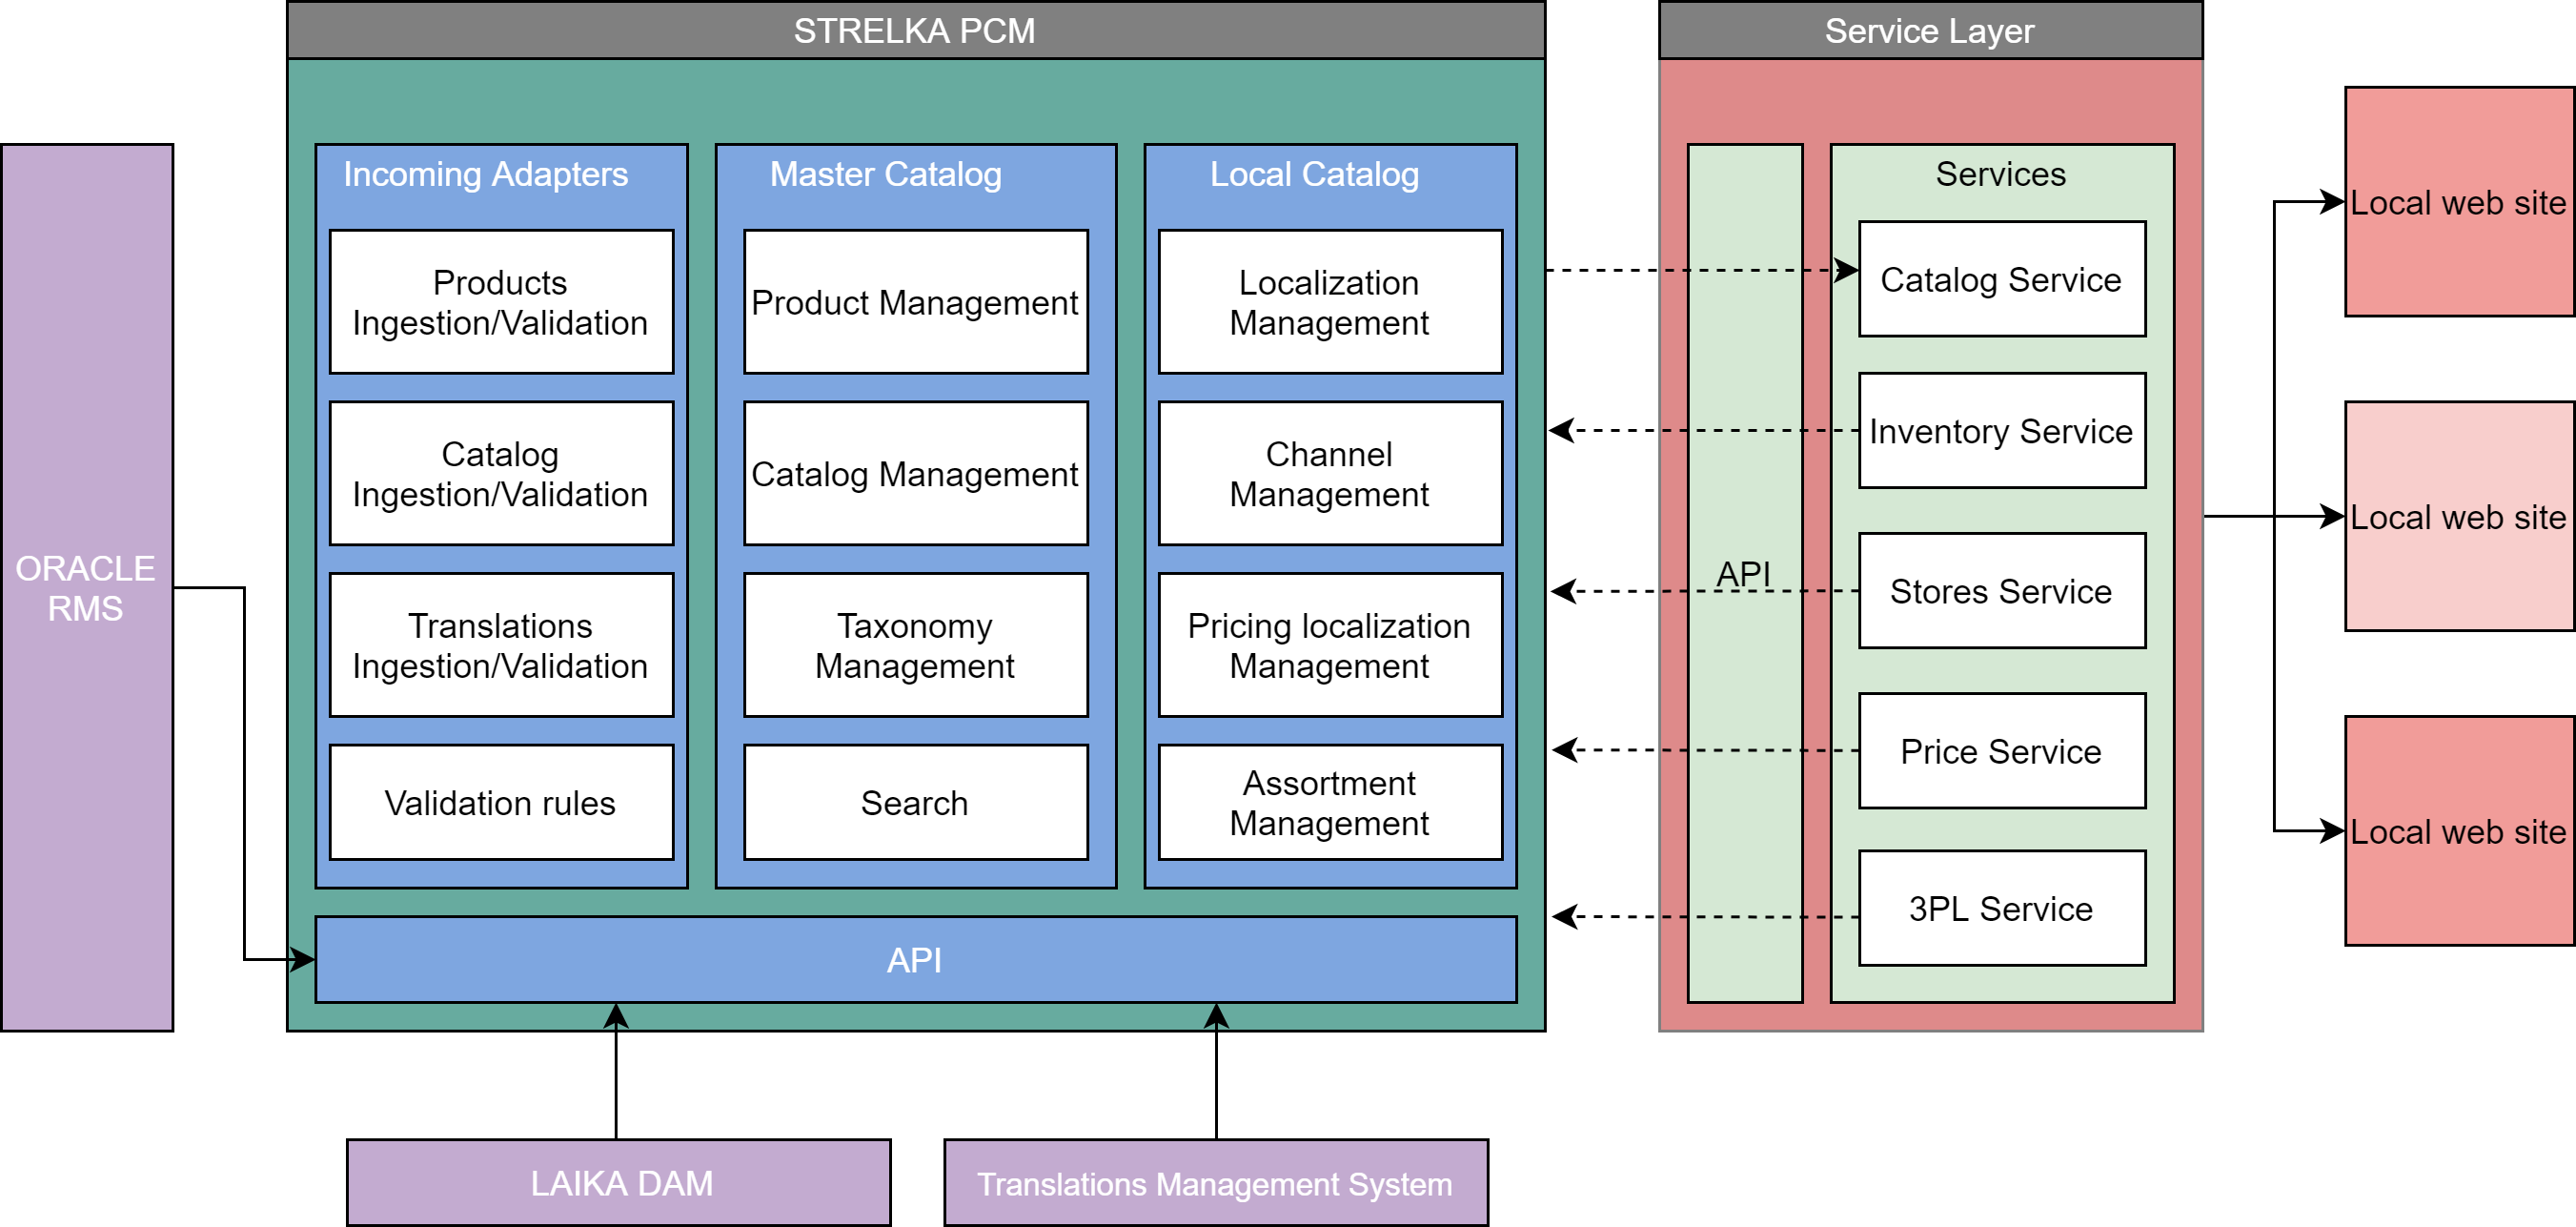 STRELKA PCM
Service Layer
ORACLE
RMS
Incoming Adapters
Products
Ingestion/Validation
Catalog
Ingestion/Validation
Translations
Ingestion/Validation
Validation rules
Master Catalog
Product Management
Catalog Management
Taxonomy
Management
Search
Local Catalog
Localization
Management
Channel
Management
Pricing localization
Management
Assortment
Management
API
LAIKA DAM
Translations Management System
API
Services
Catalog Service
Inventory Service
Stores Service
Price Service
3PL Service
Local web site
Local web site
Local web site